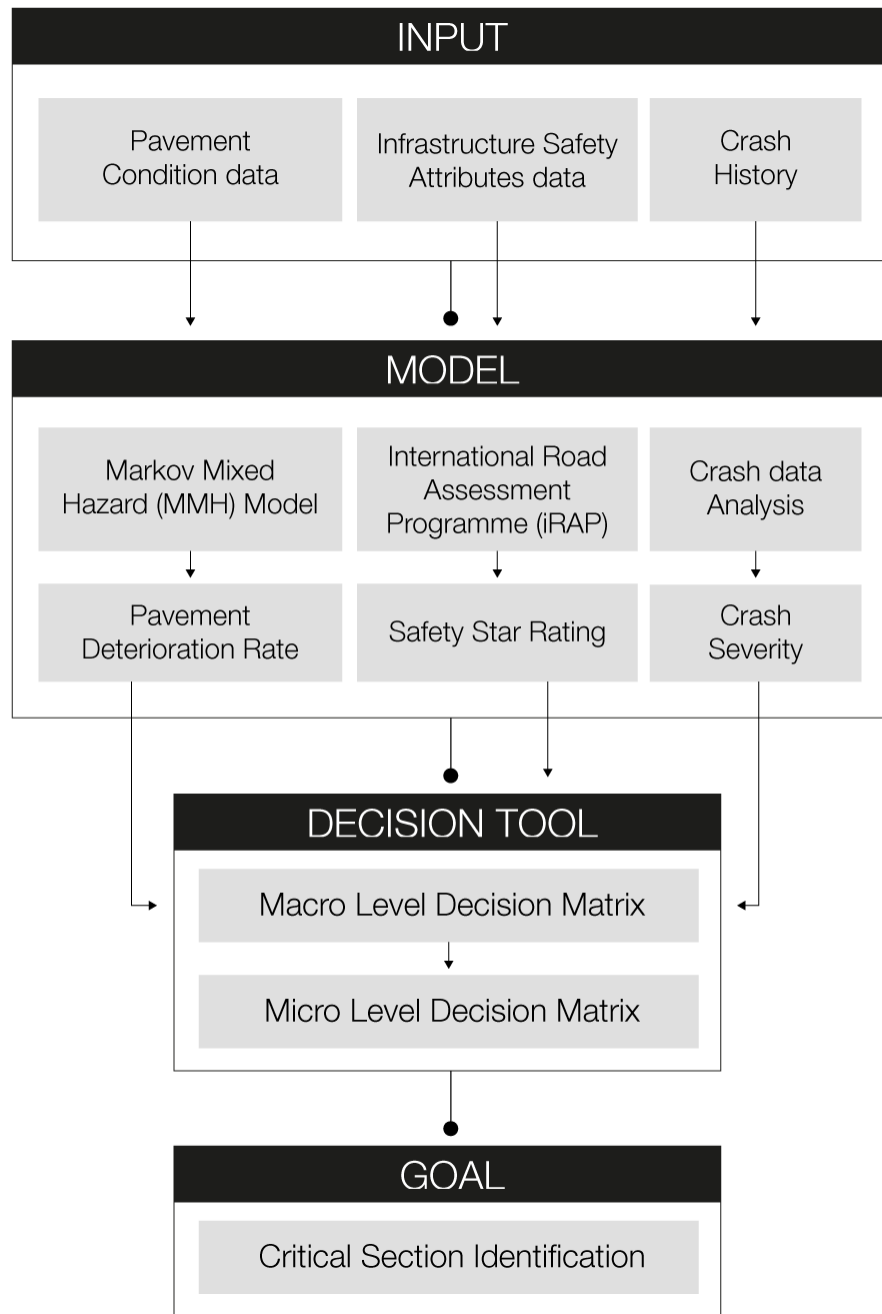 INPUT
Pavement
Condition data
Infrastructure Safety
Attributes data
Crash
History
MODEL
Markov Mixed
Hazard (MMH) Model
International Road
Assessment
Programme (iRAP)
Crash data
Analysis
Pavement
Deterioration Rate
Safety Star Rating
Crash
Severity
DECISION TOOL
Macro Level Decision Matrix
Micro Level Decision Matrix
GOAL
Critical Section Identification